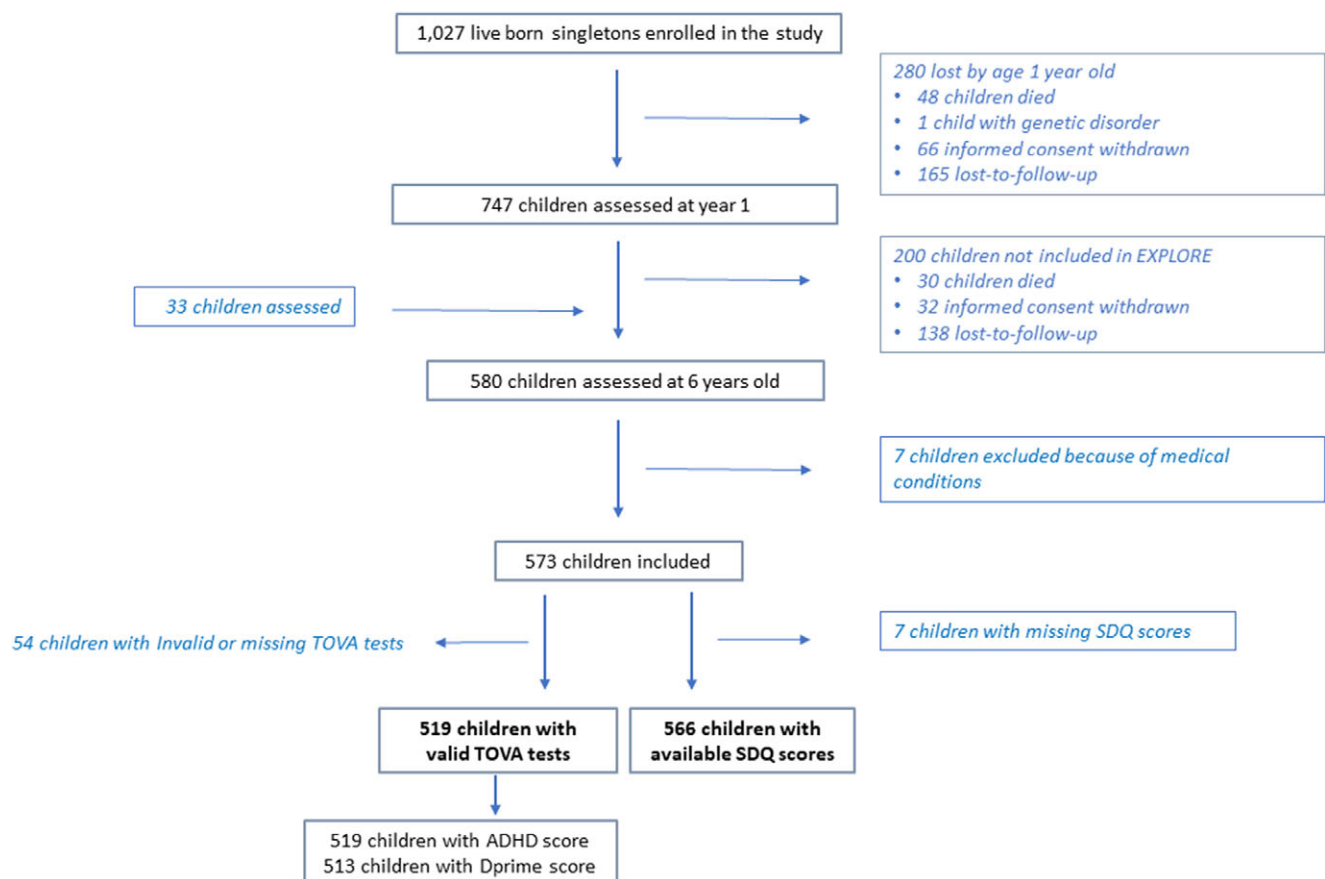 1,027 live born singletons enrolled in the study
280 lost by age 1 year old
• 48 children died
• 1 child with genetic disorder
• 66 informed consent withdrawn
• 165 lost-to-follow-up
747 children assessed at year 1
200 children not included in EXPLORE
• 30 children died
• 32 informed consent withdrawn
• 138 lost-to-follow-up
33 children assessed
580 children assessed at 6 years old
7 children excluded because of medical
conditions
573 children included
54 children with Invalid or missing TOVA tests
7 children with missing SDQ scores
519 children with
valid TOVA tests
566 children with
available SDQ scores
519 children with ADHD score
513 children with Dprime score